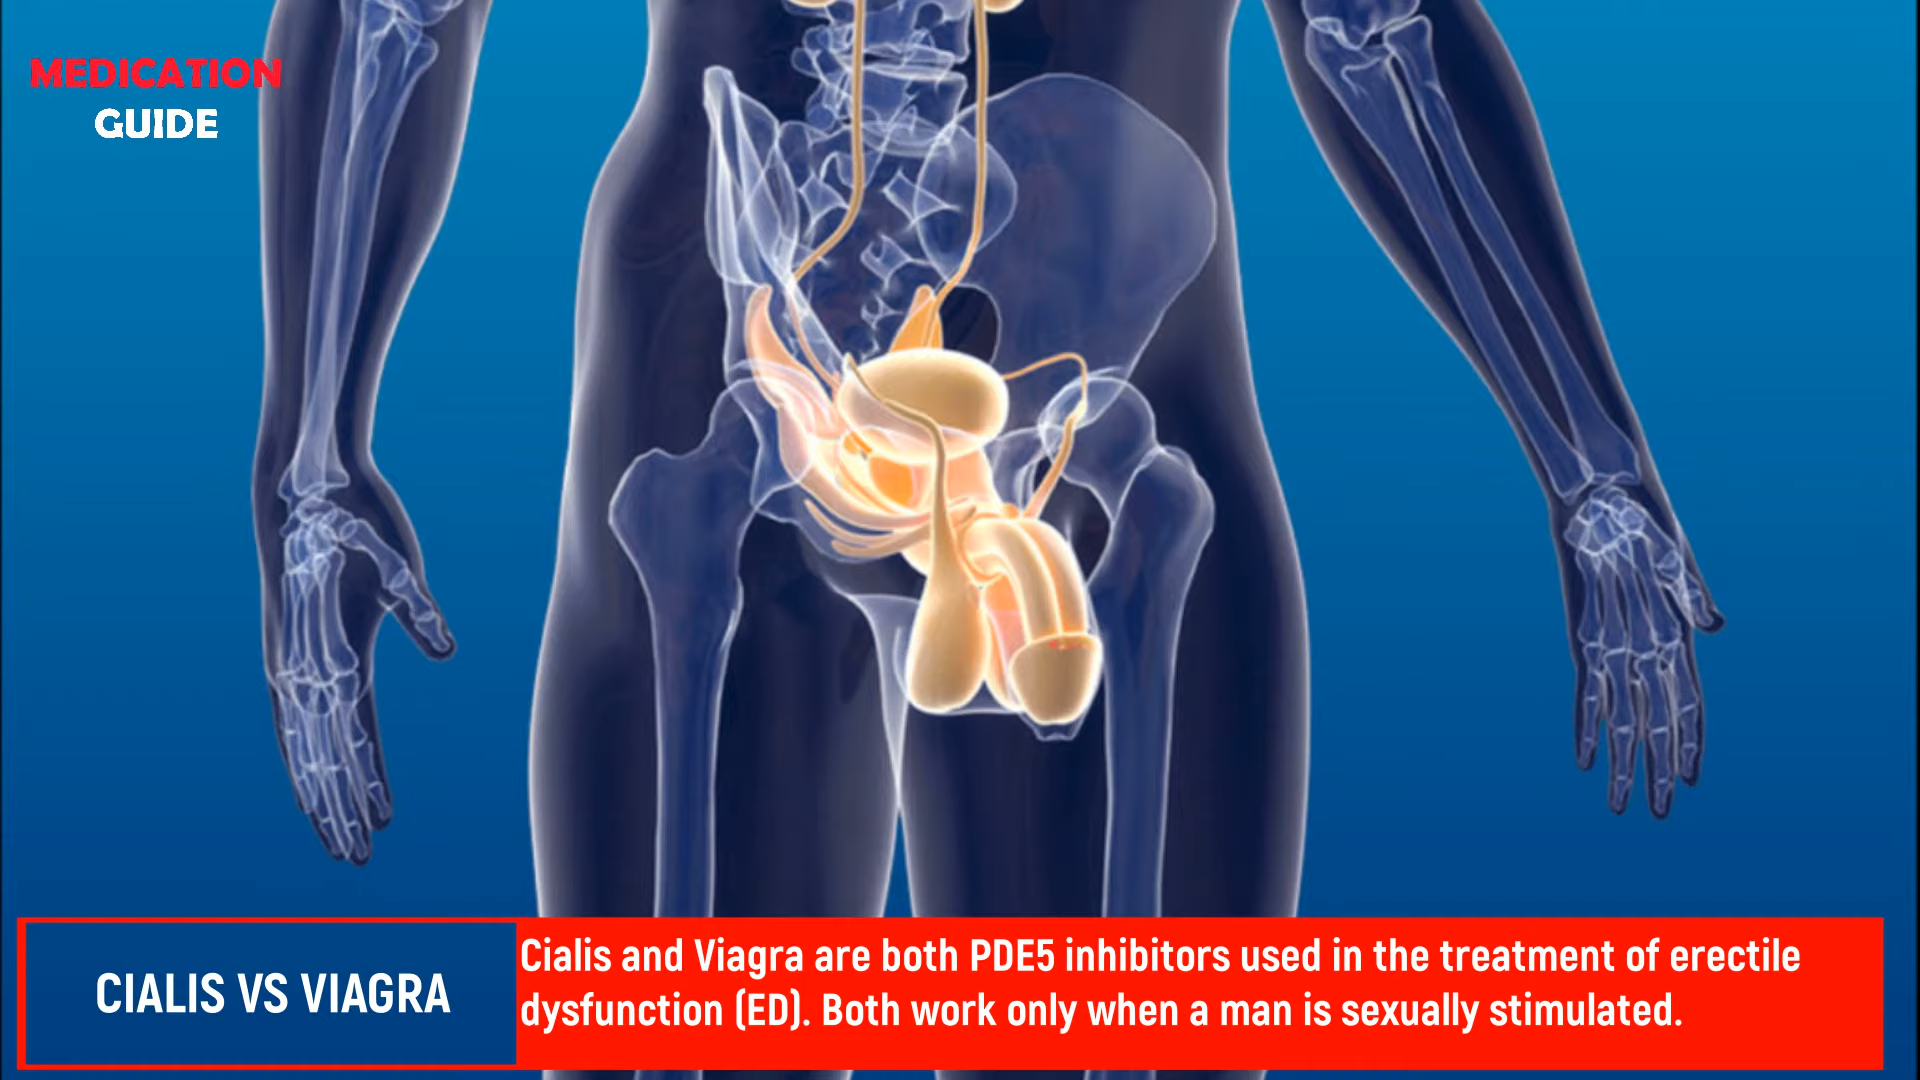 MEDICATION
GUIDE
CIALIS VS VIAGRA
Cialis and Viagra are both PDE5 inhibitors used in the treatment of erectile
dysfunction (ED). Both work only when a man is sexually stimulated.